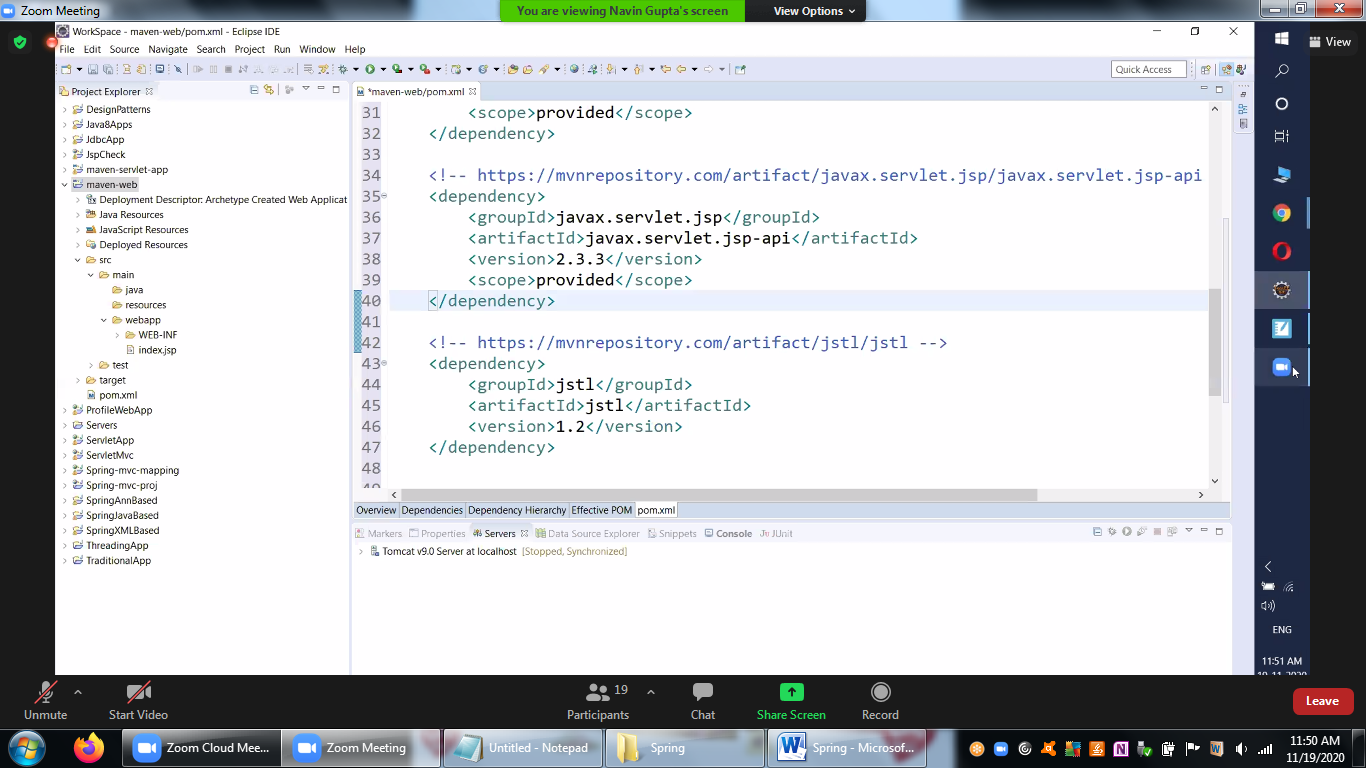 Zoom Meeting
You are viewing Navin Gupta's screen
View Options
WorkSpace - maven-web/pom.xml - Eclipse IDE
File Edit Source Navigate Search Project Run Window Help
View
Quick Access
Project Explorer
*maven-web/pom.xml
DesignPatterns
Java8Apps
JdbcApp
JspCheck
maven-servlet-app
maven-web
Deployment Descriptor: Archetype Created Web Applicat
Java Resources
JavaScript Resources
Deployed Resources
src
main
java
resources
webapp
WEB-INF
index.jsp
test
target
pom.xml
ProfileWebApp
Servers
ServletApp
ServletMvc
Spring-mvc-mapping
Spring-mvc-proj
SpringAnnBased
SpringJavaBased
SpringXMLBased
ThreadingApp
TraditionalApp
31 <scope>provided</scope>
32 </dependency>
33
34 <!-- https://mvnrepository.com/artifact/javax.servlet.jsp/javax.servlet.jsp-api
35 <dependency>
36 <groupId>javax.servlet.jsp</groupId>
37 <artifactId>javax.servlet.jsp-api</artifactId>
38 <version>2.3.3</version>
39 <scope>provided</scope>
40 </dependency>
41
42 <!-- https://mvnrepository.com/artifact/jstl/jstl -->
43 <dependency>
44 <groupId>jstl</groupId>
45 <artifactId>jstl</artifactId>
46 <version>1.2</version>
47 </dependency>
48
Overview Dependencies Dependency Hierarchy Effective POM pom.xml
Markers Properties Servers Data Source Explorer Snippets Console JUnit
Tomcat v9.0 Server at localhost [Stopped, Synchronized]
ENG
11:51 AM
Unmute
Start Video
19
Participants
Chat
Share Screen
Record
Leave
Zoom Cloud Mee...
Zoom Meeting
Untitled - Notepad
Spring
Spring - Microsof...
11:50 AM
11/19/2020